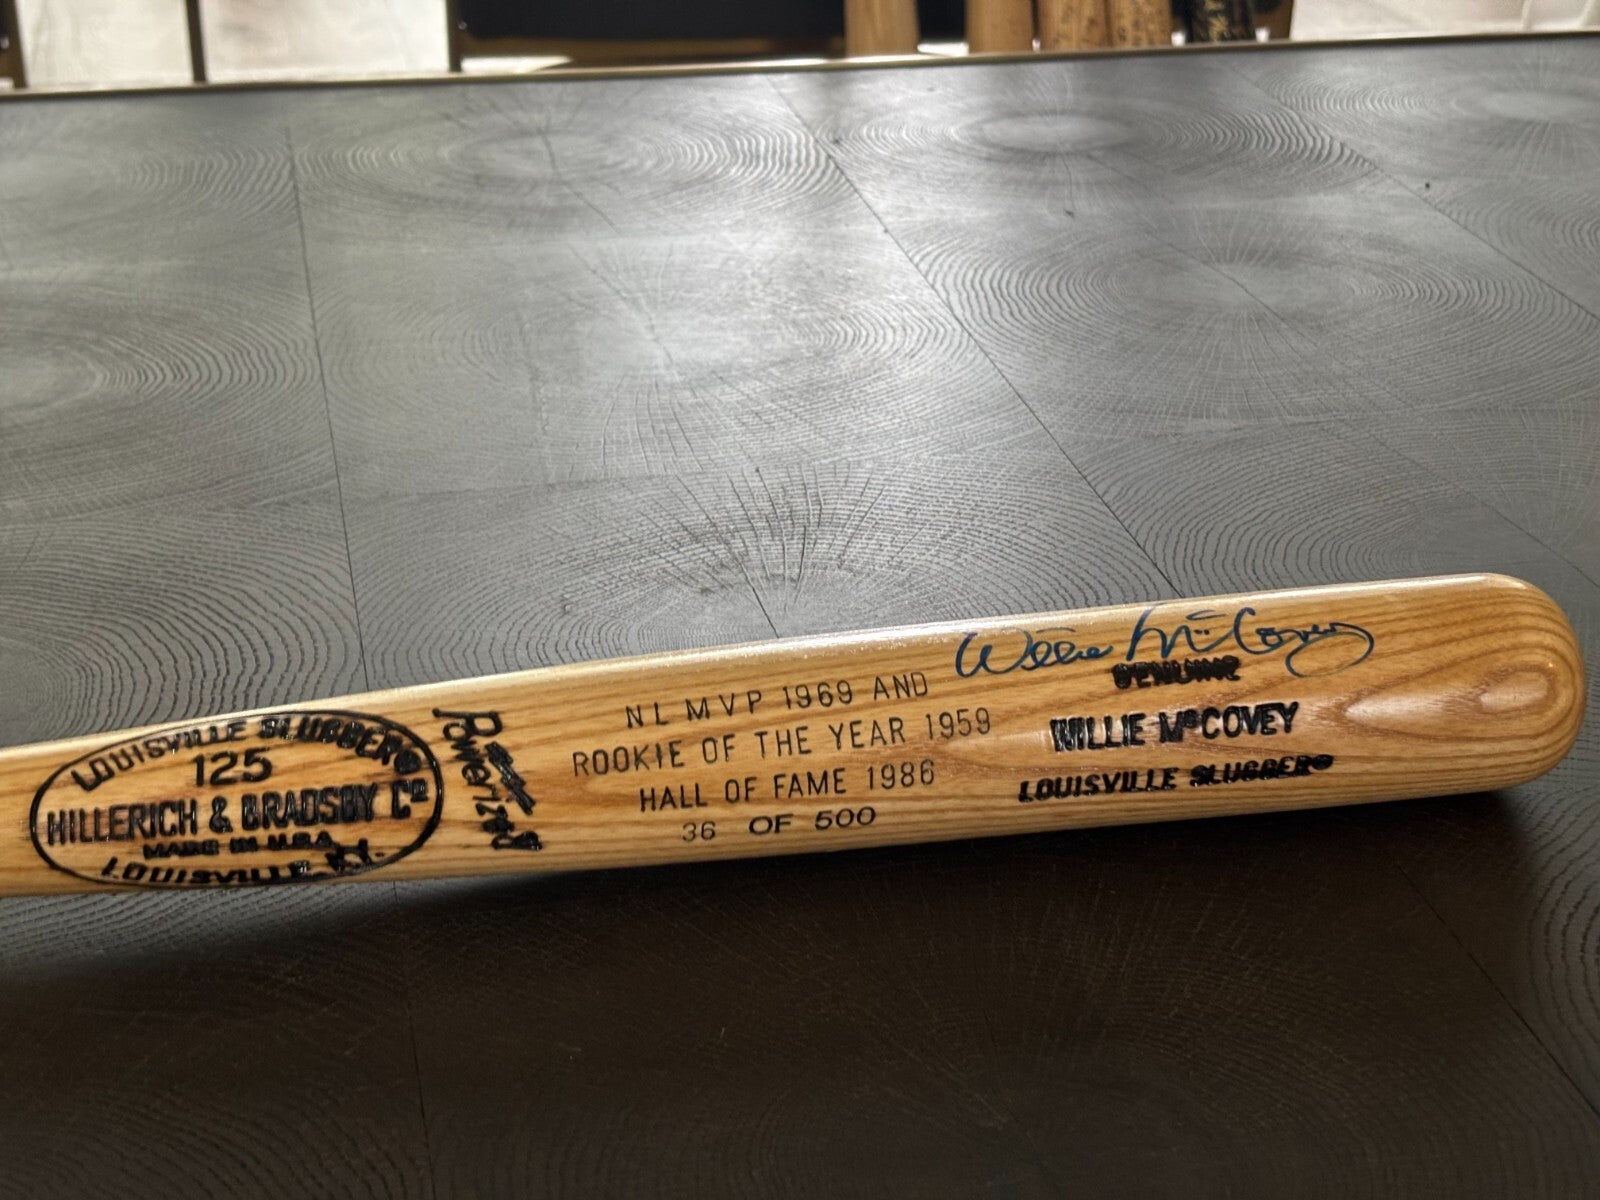 LOUISVILLE SLUGGER®
125
HILLERICH & BRADSBY Cº
MADE IN U.S.A.
LOUISVILLE, KY.
Powerized
NL MVP 1969 AND
ROOKIE OF THE YEAR 1959
HALL OF FAME 1986
36 OF 500
Willie McCovey
GENUINE
WILLIE McCOVEY
LOUISVILLE SLUGGER®